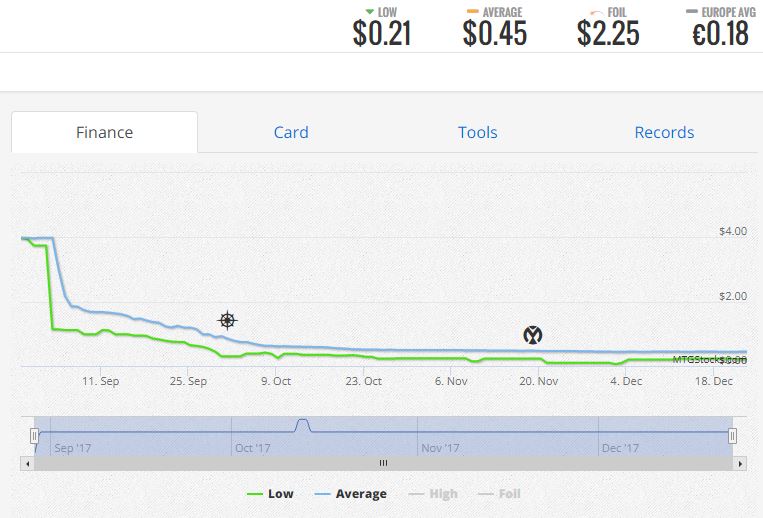 LOW AVERAGE FOIL EUROPE AVG
$0.21 $0.45 $2.25 €0.18
Finance Card Tools Records
$4.00
$2.00
MTGStocks.com
$0.00
11. Sep 25. Sep 9. Oct 23. Oct 6. Nov 20. Nov 4. Dec 18. Dec
Sep '17 Oct '17 Nov '17 Dec '17
Low Average High Foil